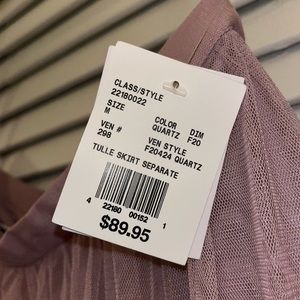 CLASS/STYLE
22180022
SIZE COLOR DIM
M QUARTZ F20
VEN # VEN STYLE
298 F20424 QUARTZ
TULLE SKIRT SEPARATE
4 22180 00152 1
$89.95